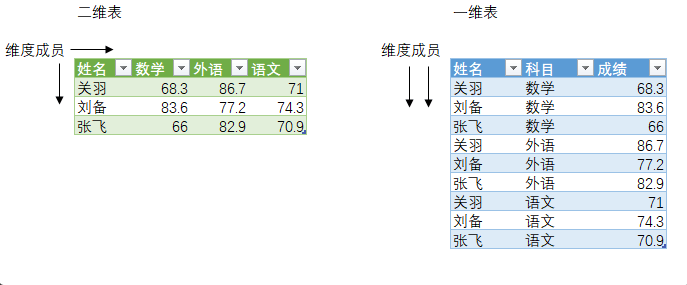 二维表
维度成员
姓名 数学 外语 语文
关羽 68.3 86.7 71
刘备 83.6 77.2 74.3
张飞 66 82.9 70.9
一维表
维度成员
姓名 科目 成绩
关羽 数学 68.3
刘备 数学 83.6
张飞 数学 66
关羽 外语 86.7
刘备 外语 77.2
张飞 外语 82.9
关羽 语文 71
刘备 语文 74.3
张飞 语文 70.9